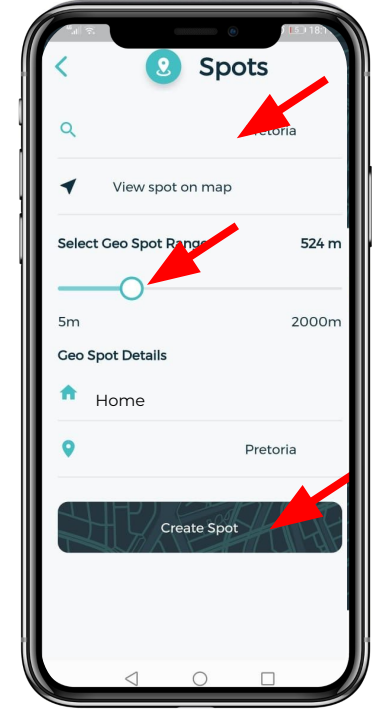 Spots
View spot on map
Select Geo Spot Range
524 m
5m
2000m
Geo Spot Details
Home
Pretoria
Create Spot